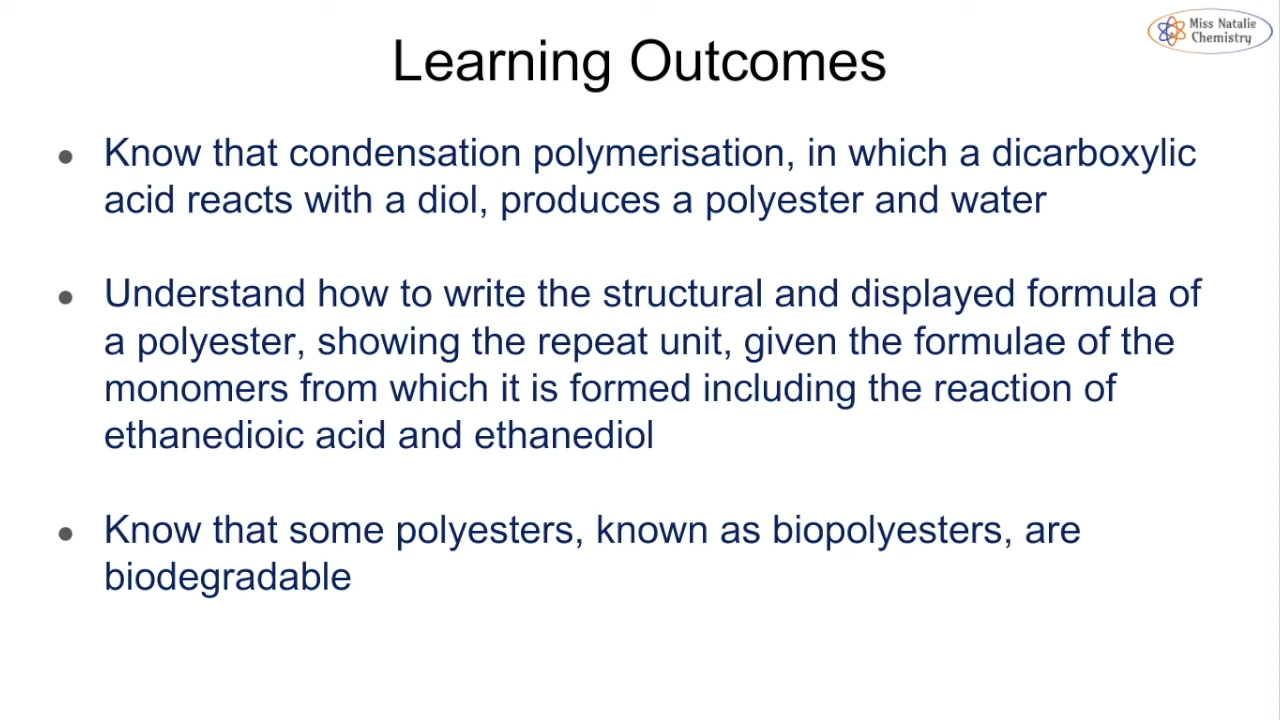 Miss Natalie
Chemistry
Learning Outcomes
● Know that condensation polymerisation, in which a dicarboxylic
acid reacts with a diol, produces a polyester and water
● Understand how to write the structural and displayed formula of
a polyester, showing the repeat unit, given the formulae of the
monomers from which it is formed including the reaction of
ethanedioic acid and ethanediol
● Know that some polyesters, known as biopolyesters, are
biodegradable